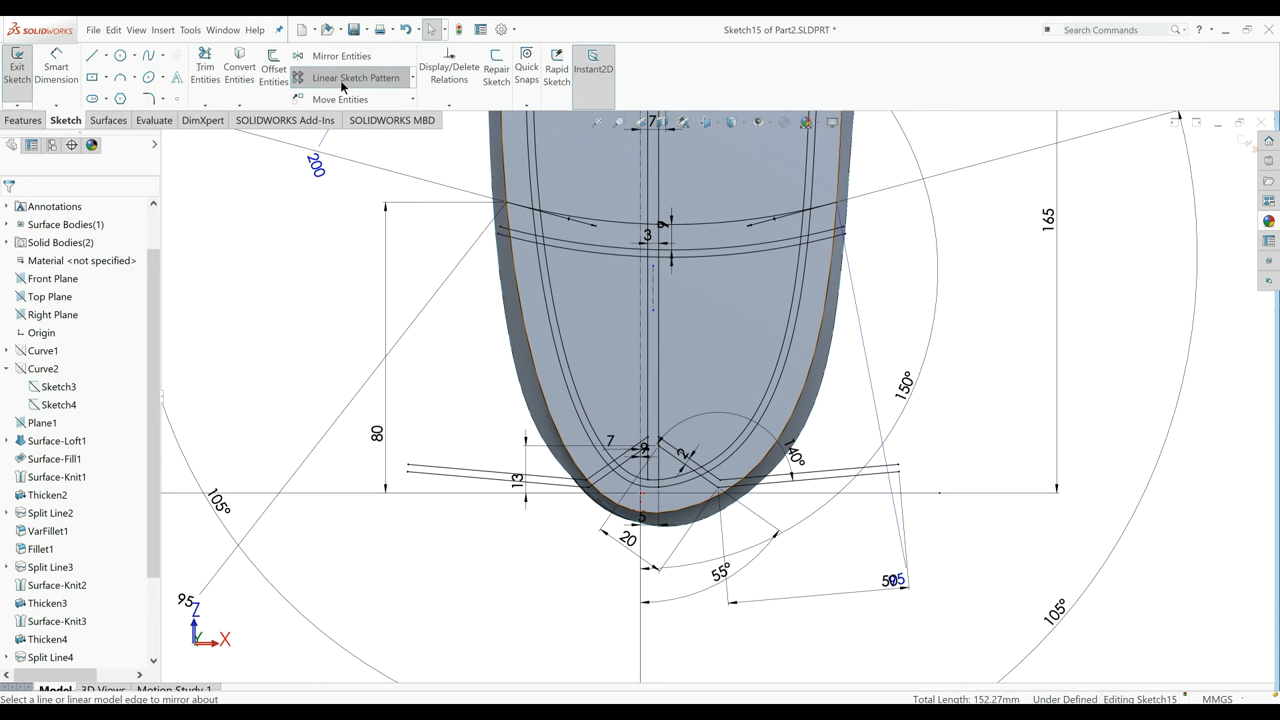 SOLIDWORKS File Edit View Insert Tools Window Help Sketch15 of Part2.SLDPRT * Search Commands
Exit Sketch
Smart Dimension
Trim Entities
Convert Entities
Offset Entities
Mirror Entities
Linear Sketch Pattern
Move Entities
Display/Delete Relations
Repair Sketch
Quick Snaps
Rapid Sketch
Instant2D
Features Sketch Surfaces Evaluate DimXpert SOLIDWORKS Add-Ins SOLIDWORKS MBD
Annotations
Surface Bodies(1)
Solid Bodies(2)
Material <not specified>
Front Plane
Top Plane
Right Plane
Origin
Curve1
Curve2
Sketch3
Sketch4
Plane1
Surface-Loft1
Surface-Fill1
Surface-Knit1
Thicken2
Split Line2
VarFillet1
Fillet1
Split Line3
Surface-Knit2
Thicken3
Surface-Knit3
Thicken4
Split Line4
7
200
165
3
80
150°
7
2
140°
13
105°
5
20
55°
95
105°
Z
X
Model 3D Views Motion Study 1
Select a line or linear model edge to mirror about Total Length: 152.27mm Under Defined Editing Sketch15 MMGS